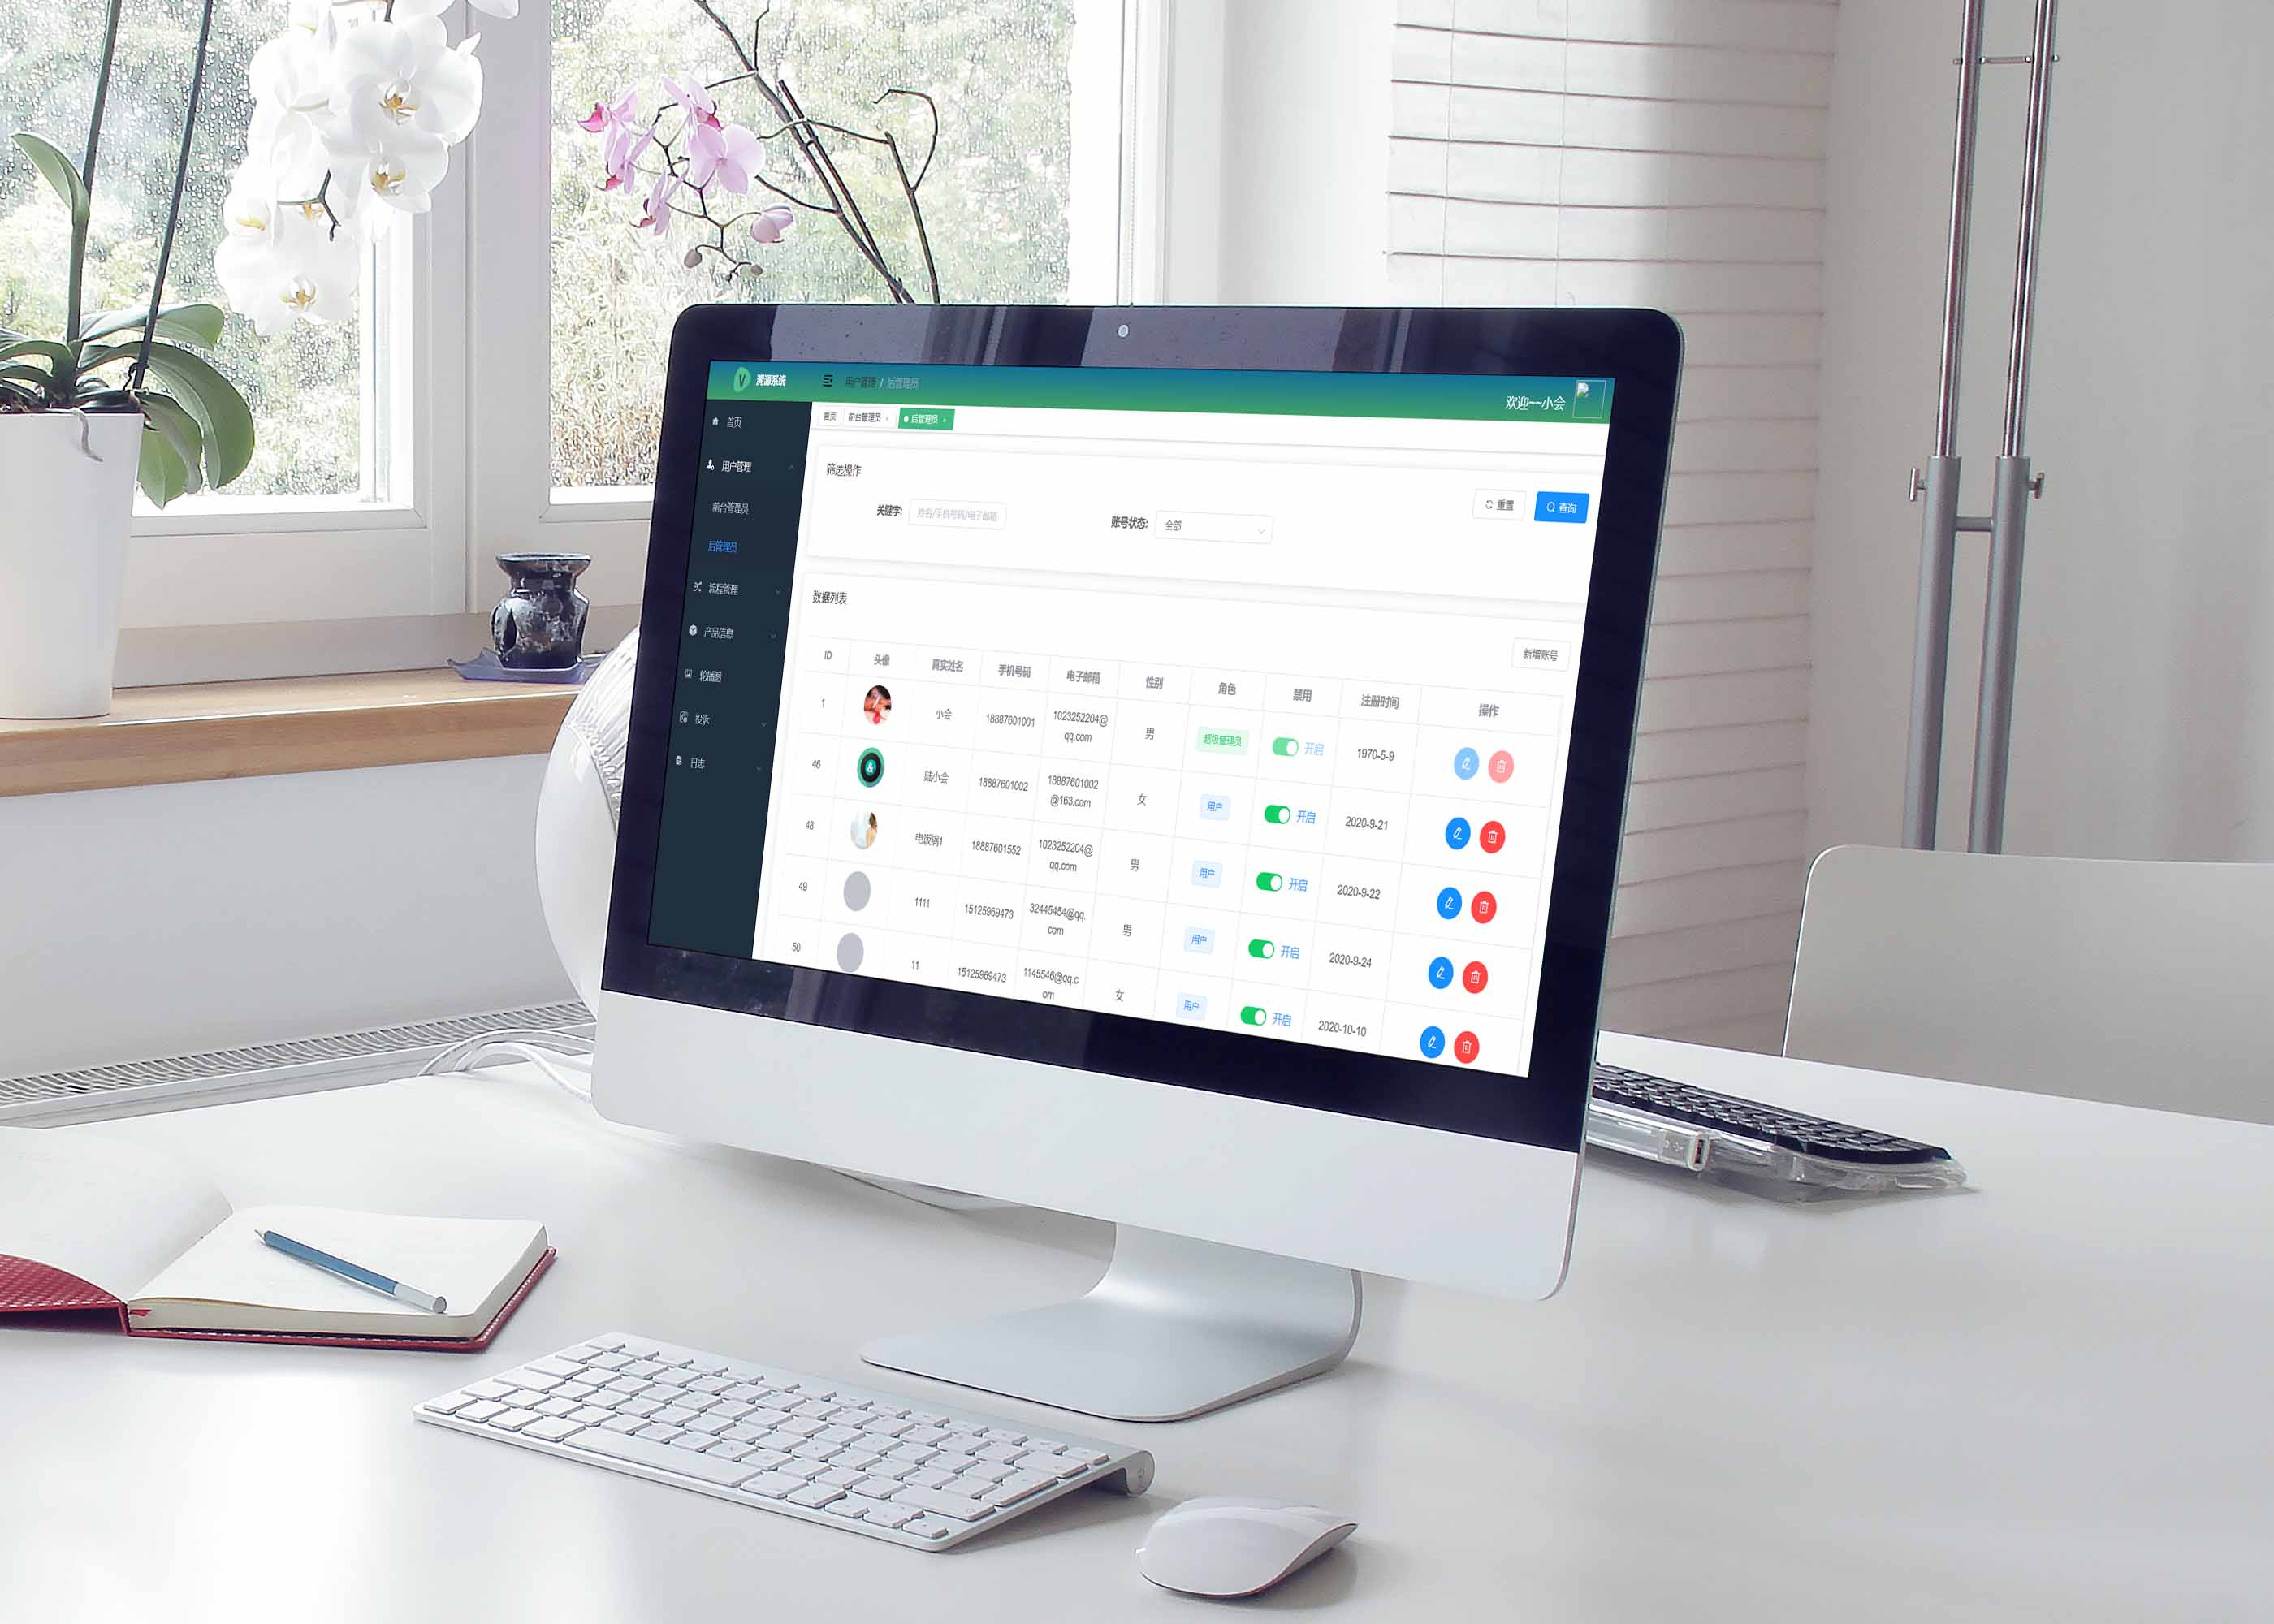 溯源系统
用户管理 / 后管理员
欢迎~~小会
首页
用户管理
前台管理员
后管理员
流程管理
产品信息
轮播图
投诉
日志
首页 前台管理员 × 后管理员 ×
筛选操作
关键字: 姓名/手机号码/电子邮箱 账号状态: 全部 重置 查询
数据列表
新增账号
ID 头像 真实姓名 手机号码 电子邮箱 性别 角色 禁用 注册时间 操作
1 小会 18887601001 1023252204@qq.com 男 超级管理员 开启 1970-5-9
46 陆小会 18887601002 18887601002@163.com 女 用户 开启 2020-9-21
48 电饭锅1 18887601552 1023252204@qq.com 男 用户 开启 2020-9-22
49 1111 15125969473 32445454@qq.com 男 用户 开启 2020-9-24
50 11 15125969473 1145546@qq.com 女 用户 开启 2020-10-10